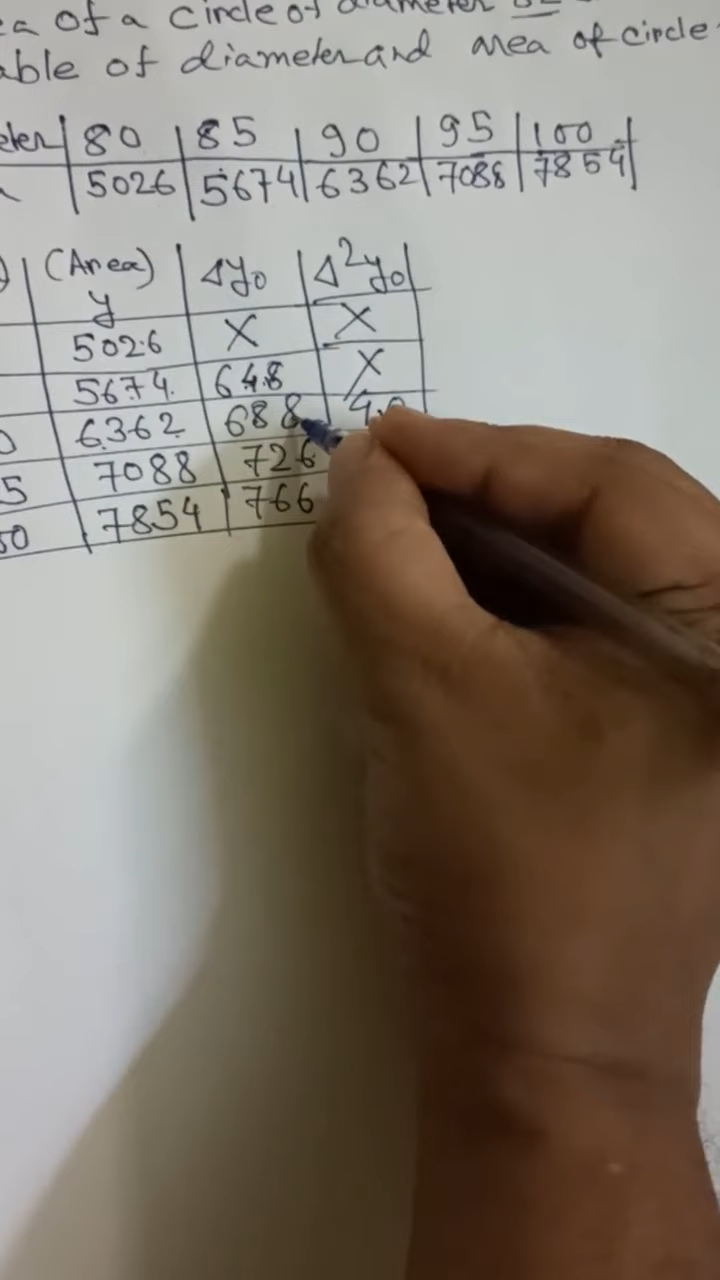 of a circle of diameter
of diameter and area of circle
80 | 85 | 90 | 95 | 100
5026 | 5674 | 6362 | 7088 | 7854
(Area) y | Δy₀ | Δ²y₀
5026 | X | X
5674 | 648 | X
6362 | 688
5 | 7088 | 726
7854 | 766